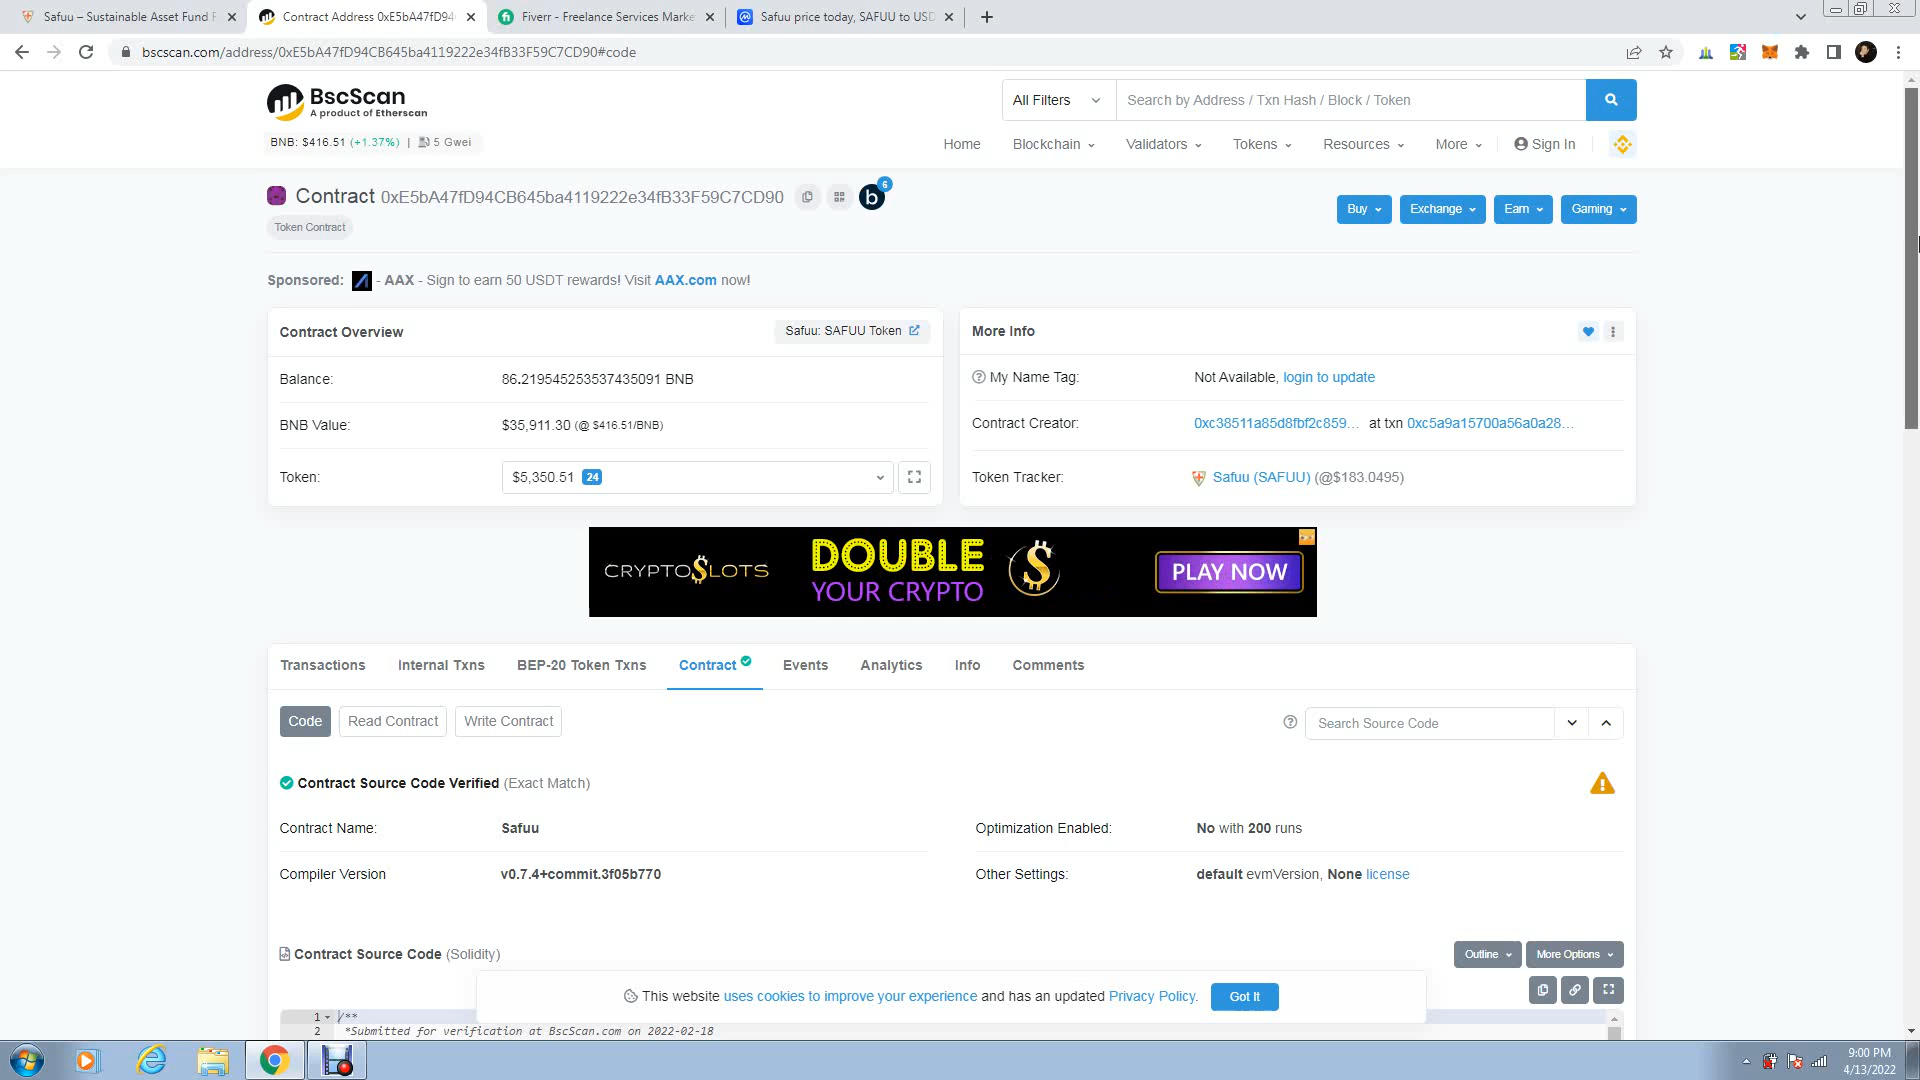 Safuu – Sustainable Asset Fund F
Contract Address 0xE5bA47fD94
Fiverr - Freelance Services Marke
Safuu price today, SAFUU to USD
bscscan.com/address/0xE5bA47fD94CB645ba4119222e34fB33F59C7CD90#code
BscScan
A product of Etherscan
All Filters
Search by Address / Txn Hash / Block / Token
BNB: $416.51 (+1.37%) | 5 Gwei
Home Blockchain Validators Tokens Resources More Sign In
Contract 0xE5bA47fD94CB645ba4119222e34fB33F59C7CD90
b 6
Token Contract
Buy Exchange Earn Gaming
Sponsored: - AAX - Sign to earn 50 USDT rewards! Visit AAX.com now!
Contract Overview
Safuu: SAFUU Token
Balance: 86.219545253537435091 BNB
BNB Value: $35,911.30 (@ $416.51/BNB)
Token: $5,350.51 24
More Info
My Name Tag: Not Available, login to update
Contract Creator: 0xc38511a85d8fbf2c859... at txn 0xc5a9a15700a56a0a28...
Token Tracker: Safuu (SAFUU) (@$183.0495)
CRYPTO$LOTS
DOUBLE
YOUR CRYPTO
PLAY NOW
Transactions Internal Txns BEP-20 Token Txns Contract Events Analytics Info Comments
Code Read Contract Write Contract
Search Source Code
Contract Source Code Verified (Exact Match)
Contract Name: Safuu
Optimization Enabled: No with 200 runs
Compiler Version v0.7.4+commit.3f05b770
Other Settings: default evmVersion, None license
Contract Source Code (Solidity)
Outline More Options
This website uses cookies to improve your experience and has an updated Privacy Policy.
Got It
1 /**
2 *Submitted for verification at BscScan.com on 2022-02-18
9:00 PM
4/13/2022